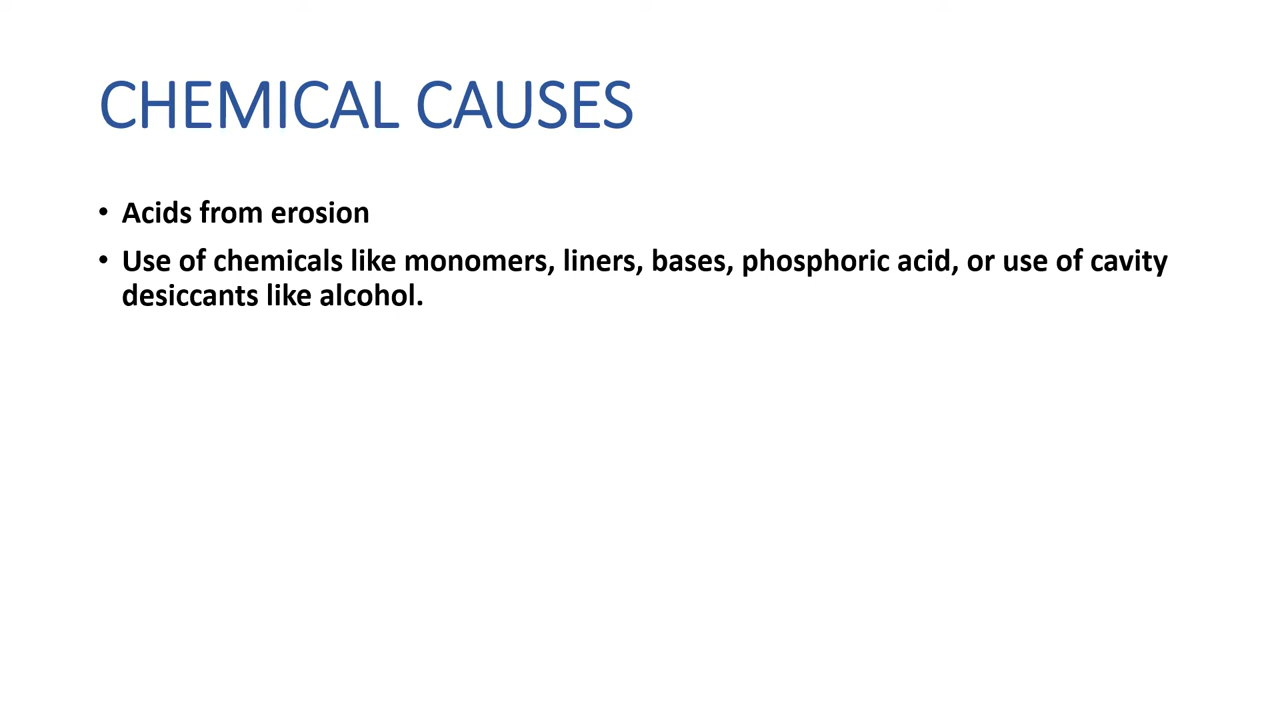 CHEMICAL CAUSES
• Acids from erosion
• Use of chemicals like monomers, liners, bases, phosphoric acid, or use of cavity
desiccants like alcohol.